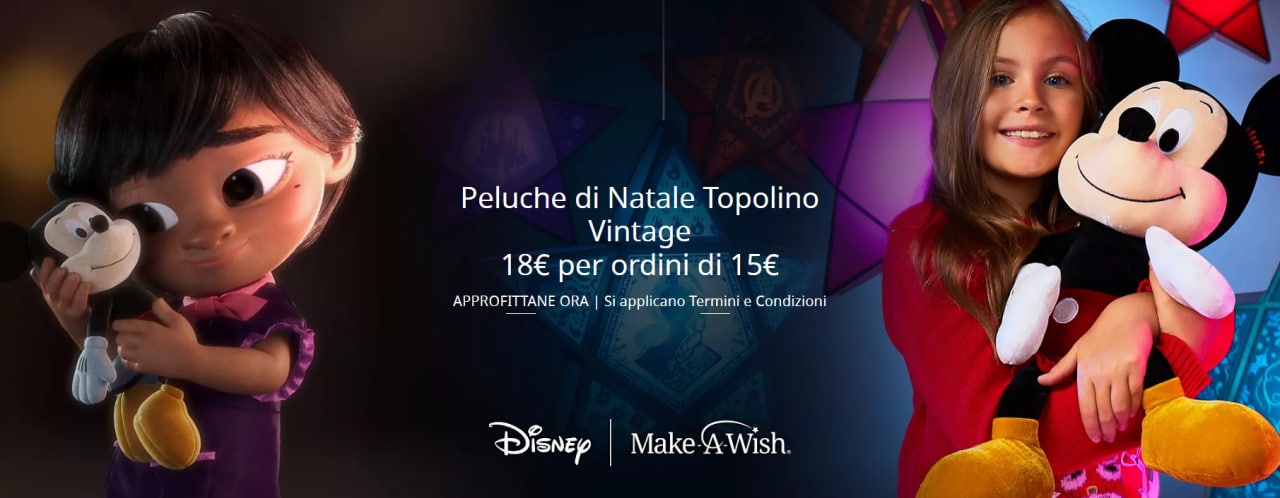 Peluche di Natale Topolino
Vintage
18€ per ordini di 15€
APPROFITTANE ORA | Si applicano Termini e Condizioni
Disney | Make-A-Wish.